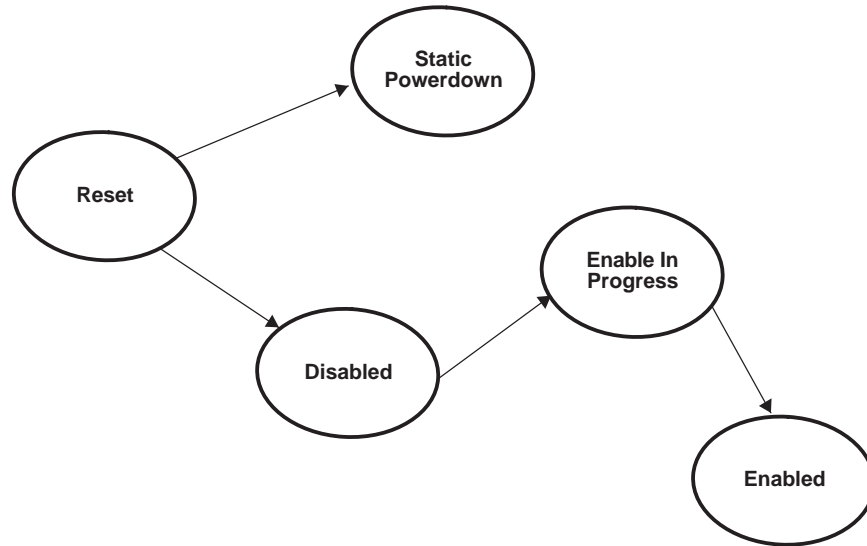 Static
Powerdown
Reset
Enable In
Progress
Disabled
Enabled